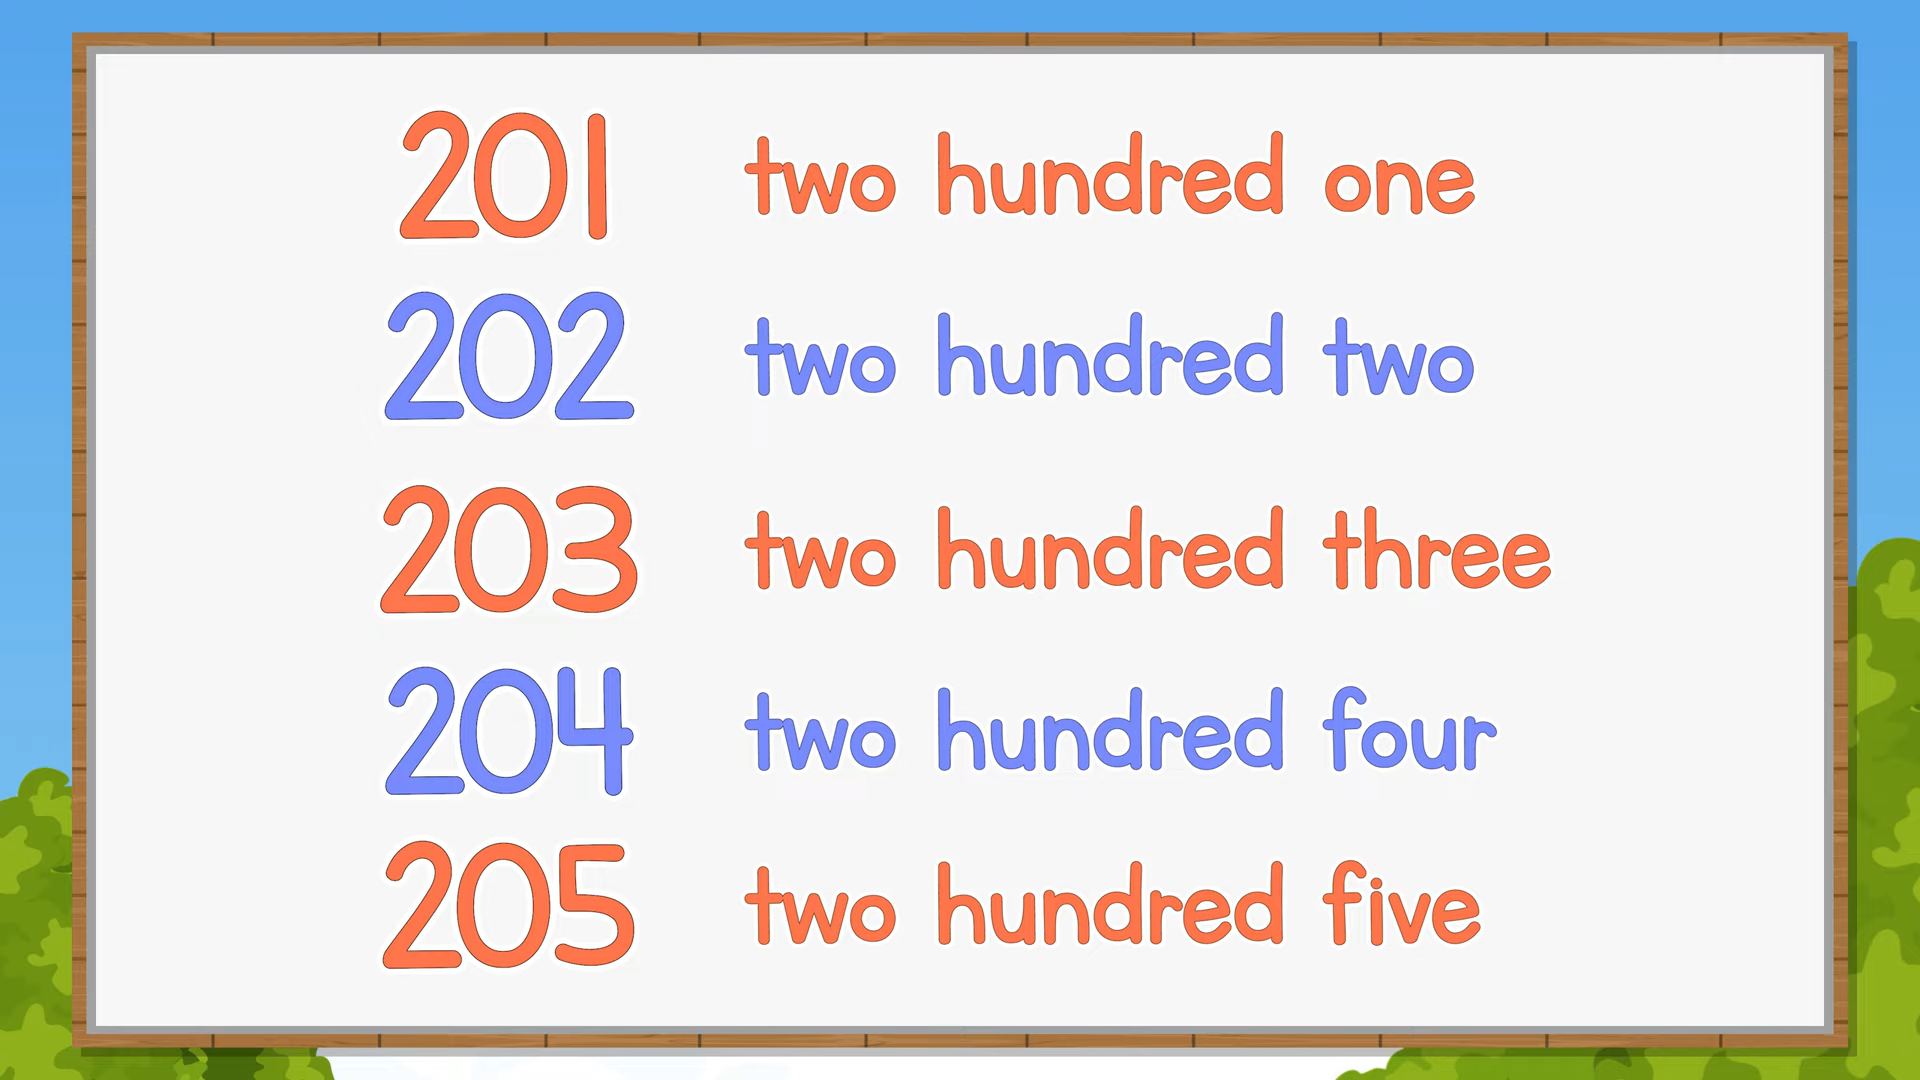 201 two hundred one
202 two hundred two
203 two hundred three
204 two hundred four
205 two hundred five